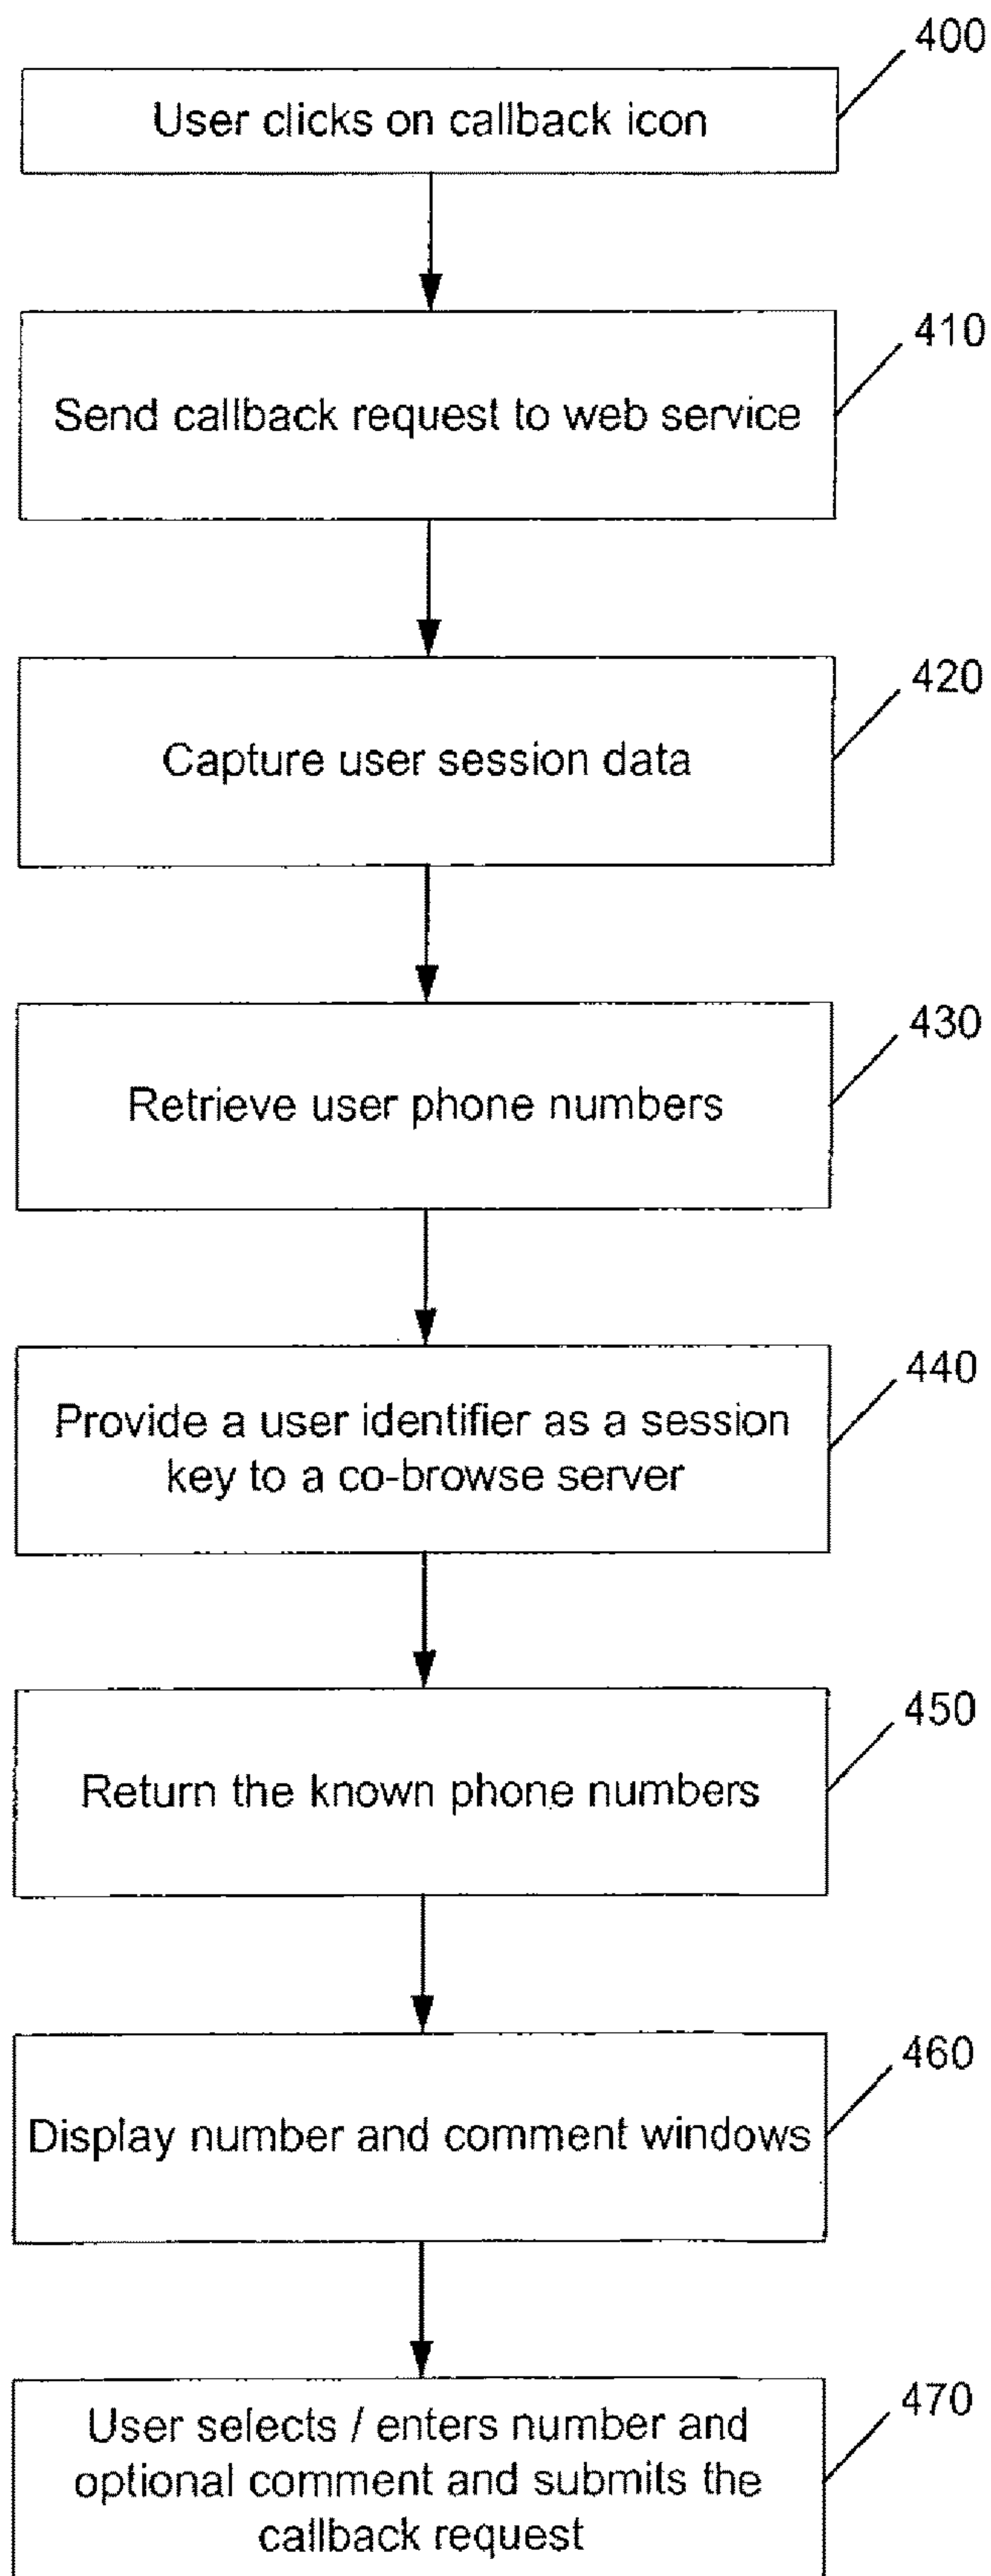 400
User clicks on callback icon
410
Send callback request to web service
420
Capture user session data
430
Retrieve user phone numbers
440
Provide a user identifier as a session
key to a co-browse server
450
Return the known phone numbers
460
Display number and comment windows
470
User selects / enters number and
optional comment and submits the
callback request